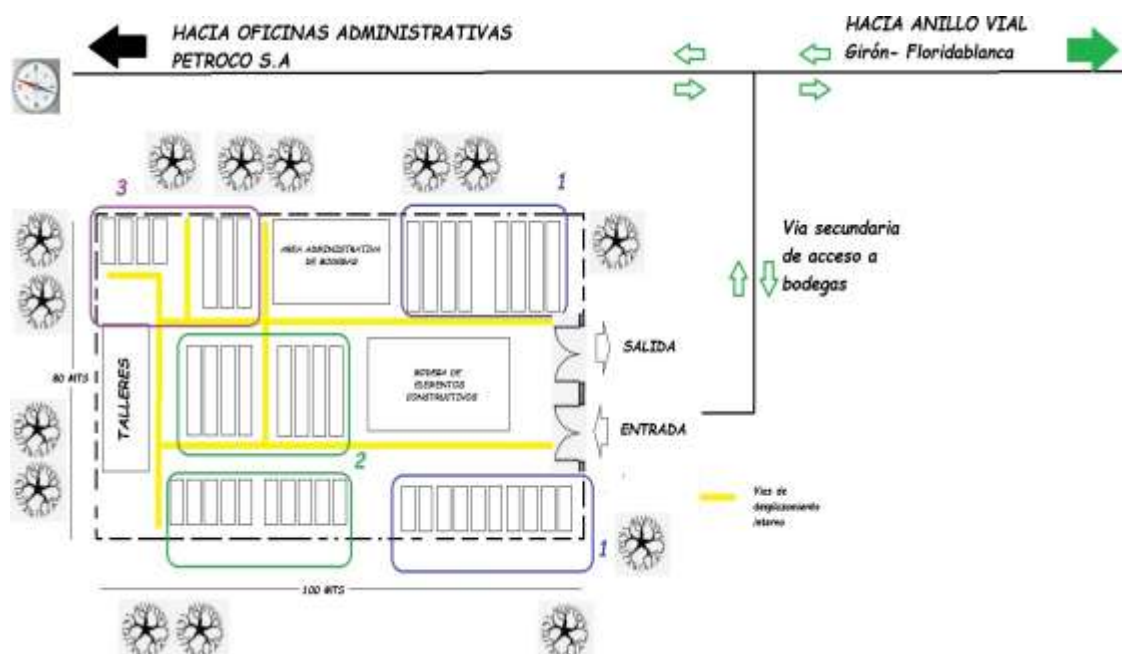 HACIA OFICINAS ADMINISTRATIVAS
PETROCO S.A
HACIA ANILLO VIAL
Girón- Floridablanca
3
1
AREA ADMINISTRATIVA
DE BODEGAS
Via secundaria
de acceso a
bodegas
SALIDA
80 MTS
TALLERES
BODEGA DE
ELEMENTOS
CONSTRUCTIVOS
ENTRADA
2
Vias de
desplazamiento
interno
1
100 MTS